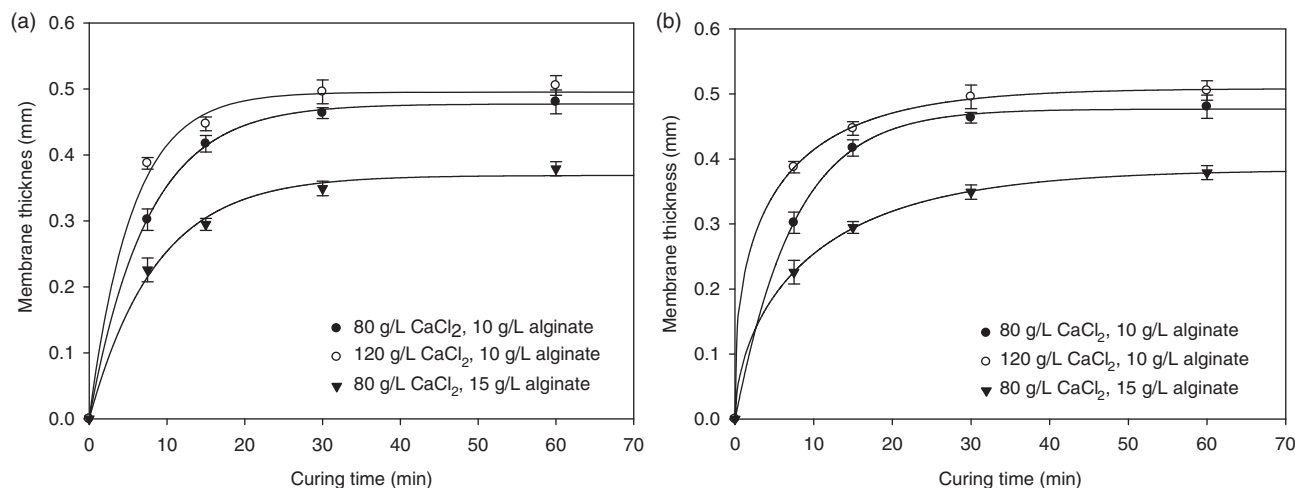 (a)
0.6
0.5
0.4
0.3
0.2
0.1
0.0
Membrane thicknes (mm)
80 g/L CaCl2, 10 g/L alginate
120 g/L CaCl2, 10 g/L alginate
80 g/L CaCl2, 15 g/L alginate
0 10 20 30 40 50 60 70
Curing time (min)
(b)
0.6
0.5
0.4
0.3
0.2
0.1
0.0
Membrane thickness (mm)
80 g/L CaCl2, 10 g/L alginate
120 g/L CaCl2, 10 g/L alginate
80 g/L CaCl2, 15 g/L alginate
0 10 20 30 40 50 60 70
Curing time (min)